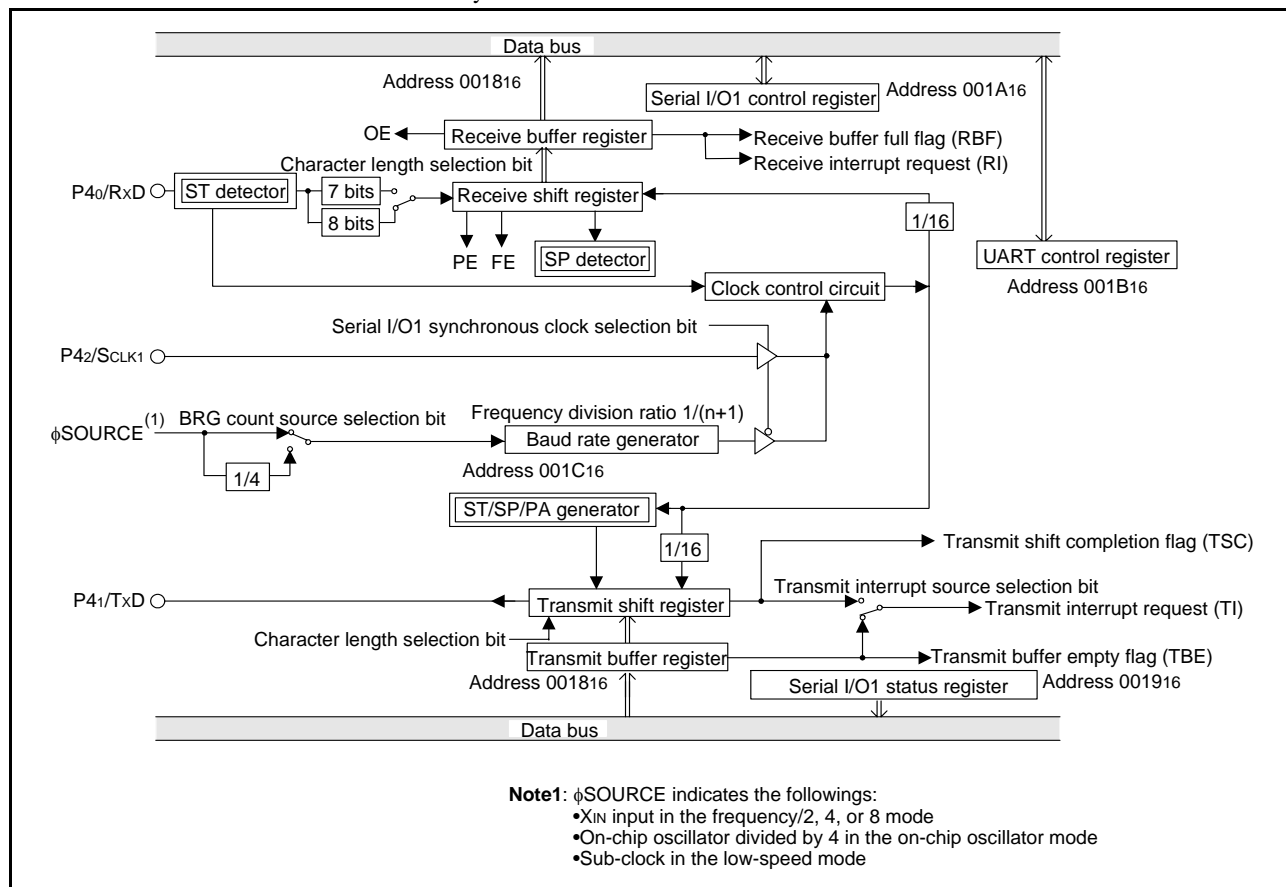 Data bus
Address 001816
Serial I/O1 control register
Address 001A16
OE
Receive buffer register
Receive buffer full flag (RBF)
Receive interrupt request (RI)
Character length selection bit
P40/RXD
ST detector
7 bits
8 bits
Receive shift register
1/16
PE
FE
SP detector
UART control register
Address 001B16
Clock control circuit
Serial I/O1 synchronous clock selection bit
P42/SCLK1
φSOURCE(1)
BRG count source selection bit
Frequency division ratio 1/(n+1)
Baud rate generator
1/4
Address 001C16
ST/SP/PA generator
1/16
Transmit shift completion flag (TSC)
P41/TXD
Transmit shift register
Transmit interrupt source selection bit
Transmit interrupt request (TI)
Character length selection bit
Transmit buffer register
Transmit buffer empty flag (TBE)
Address 001816
Serial I/O1 status register
Address 001916
Data bus
Note1: φSOURCE indicates the followings:
•XIN input in the frequency/2, 4, or 8 mode
•On-chip oscillator divided by 4 in the on-chip oscillator mode
•Sub-clock in the low-speed mode